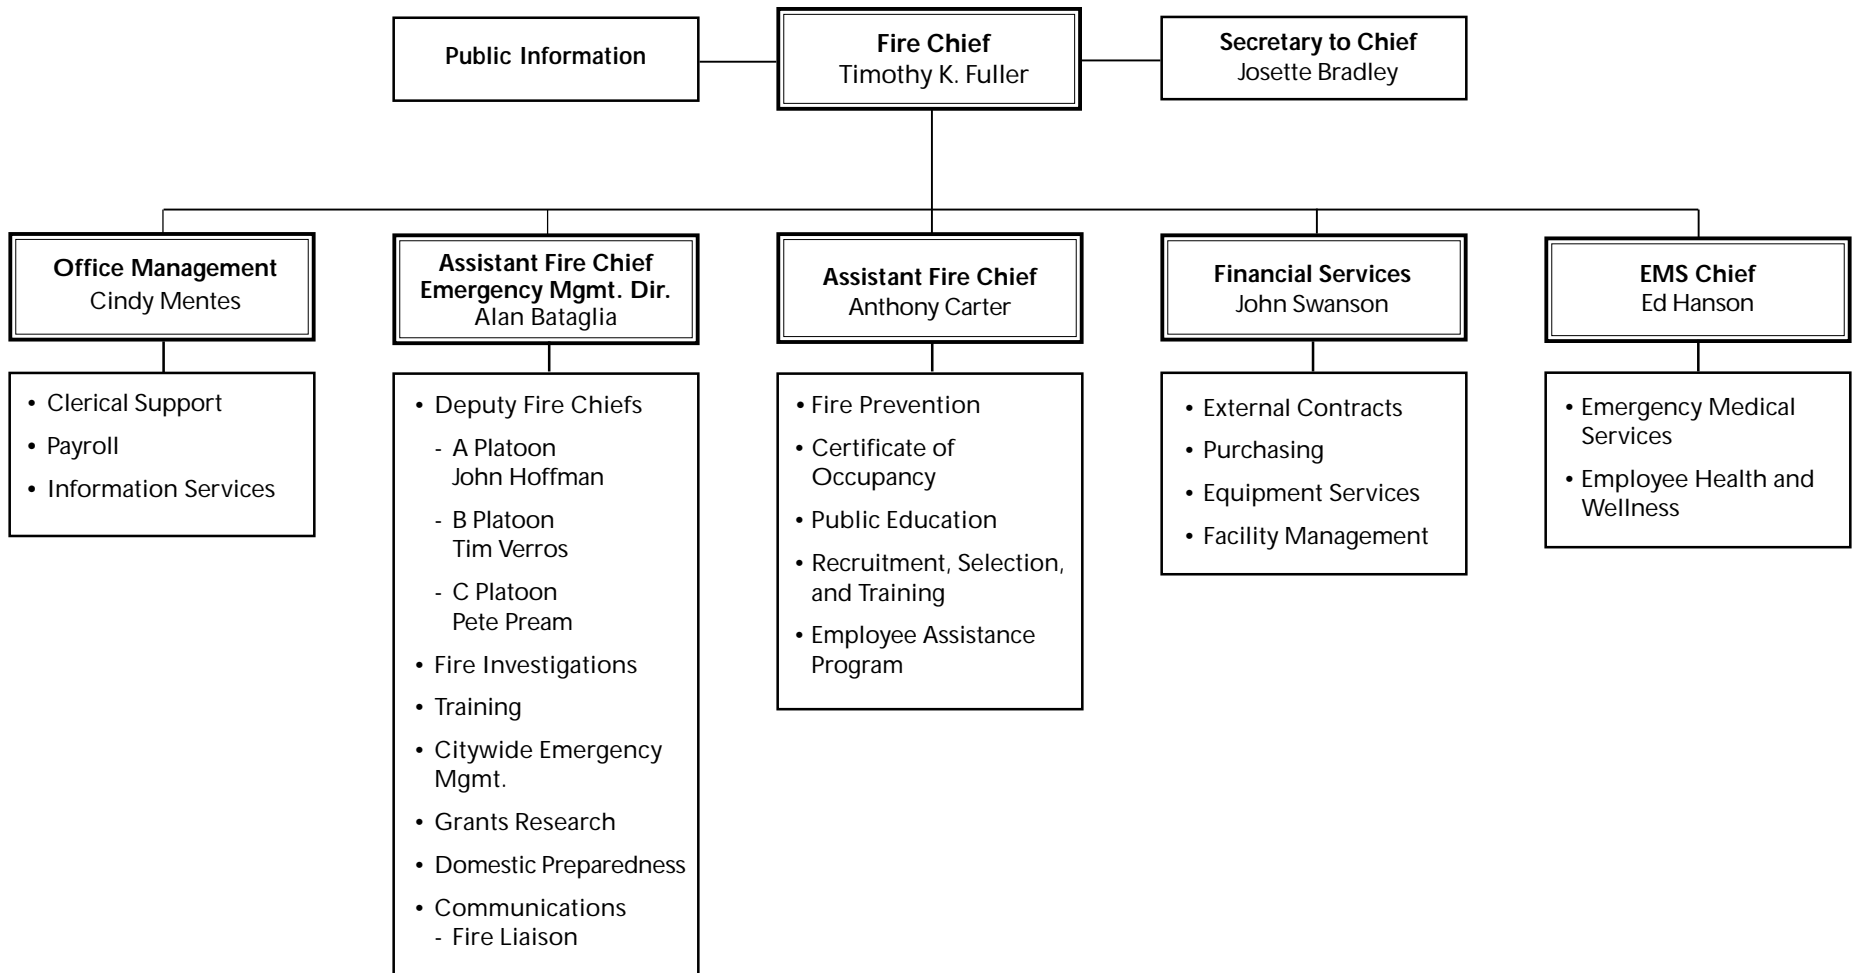 Public Information
Fire Chief
Timothy K. Fuller
Secretary to Chief
Josette Bradley
Office Management
Cindy Mentes
• Clerical Support
• Payroll
• Information Services
Assistant Fire Chief
Emergency Mgmt. Dir.
Alan Bataglia
• Deputy Fire Chiefs
- A Platoon
John Hoffman
- B Platoon
Tim Verros
- C Platoon
Pete Pream
• Fire Investigations
• Training
• Citywide Emergency
Mgmt.
• Grants Research
• Domestic Preparedness
• Communications
- Fire Liaison
Assistant Fire Chief
Anthony Carter
• Fire Prevention
• Certificate of
Occupancy
• Public Education
• Recruitment, Selection,
and Training
• Employee Assistance
Program
Financial Services
John Swanson
• External Contracts
• Purchasing
• Equipment Services
• Facility Management
EMS Chief
Ed Hanson
• Emergency Medical
Services
• Employee Health and
Wellness